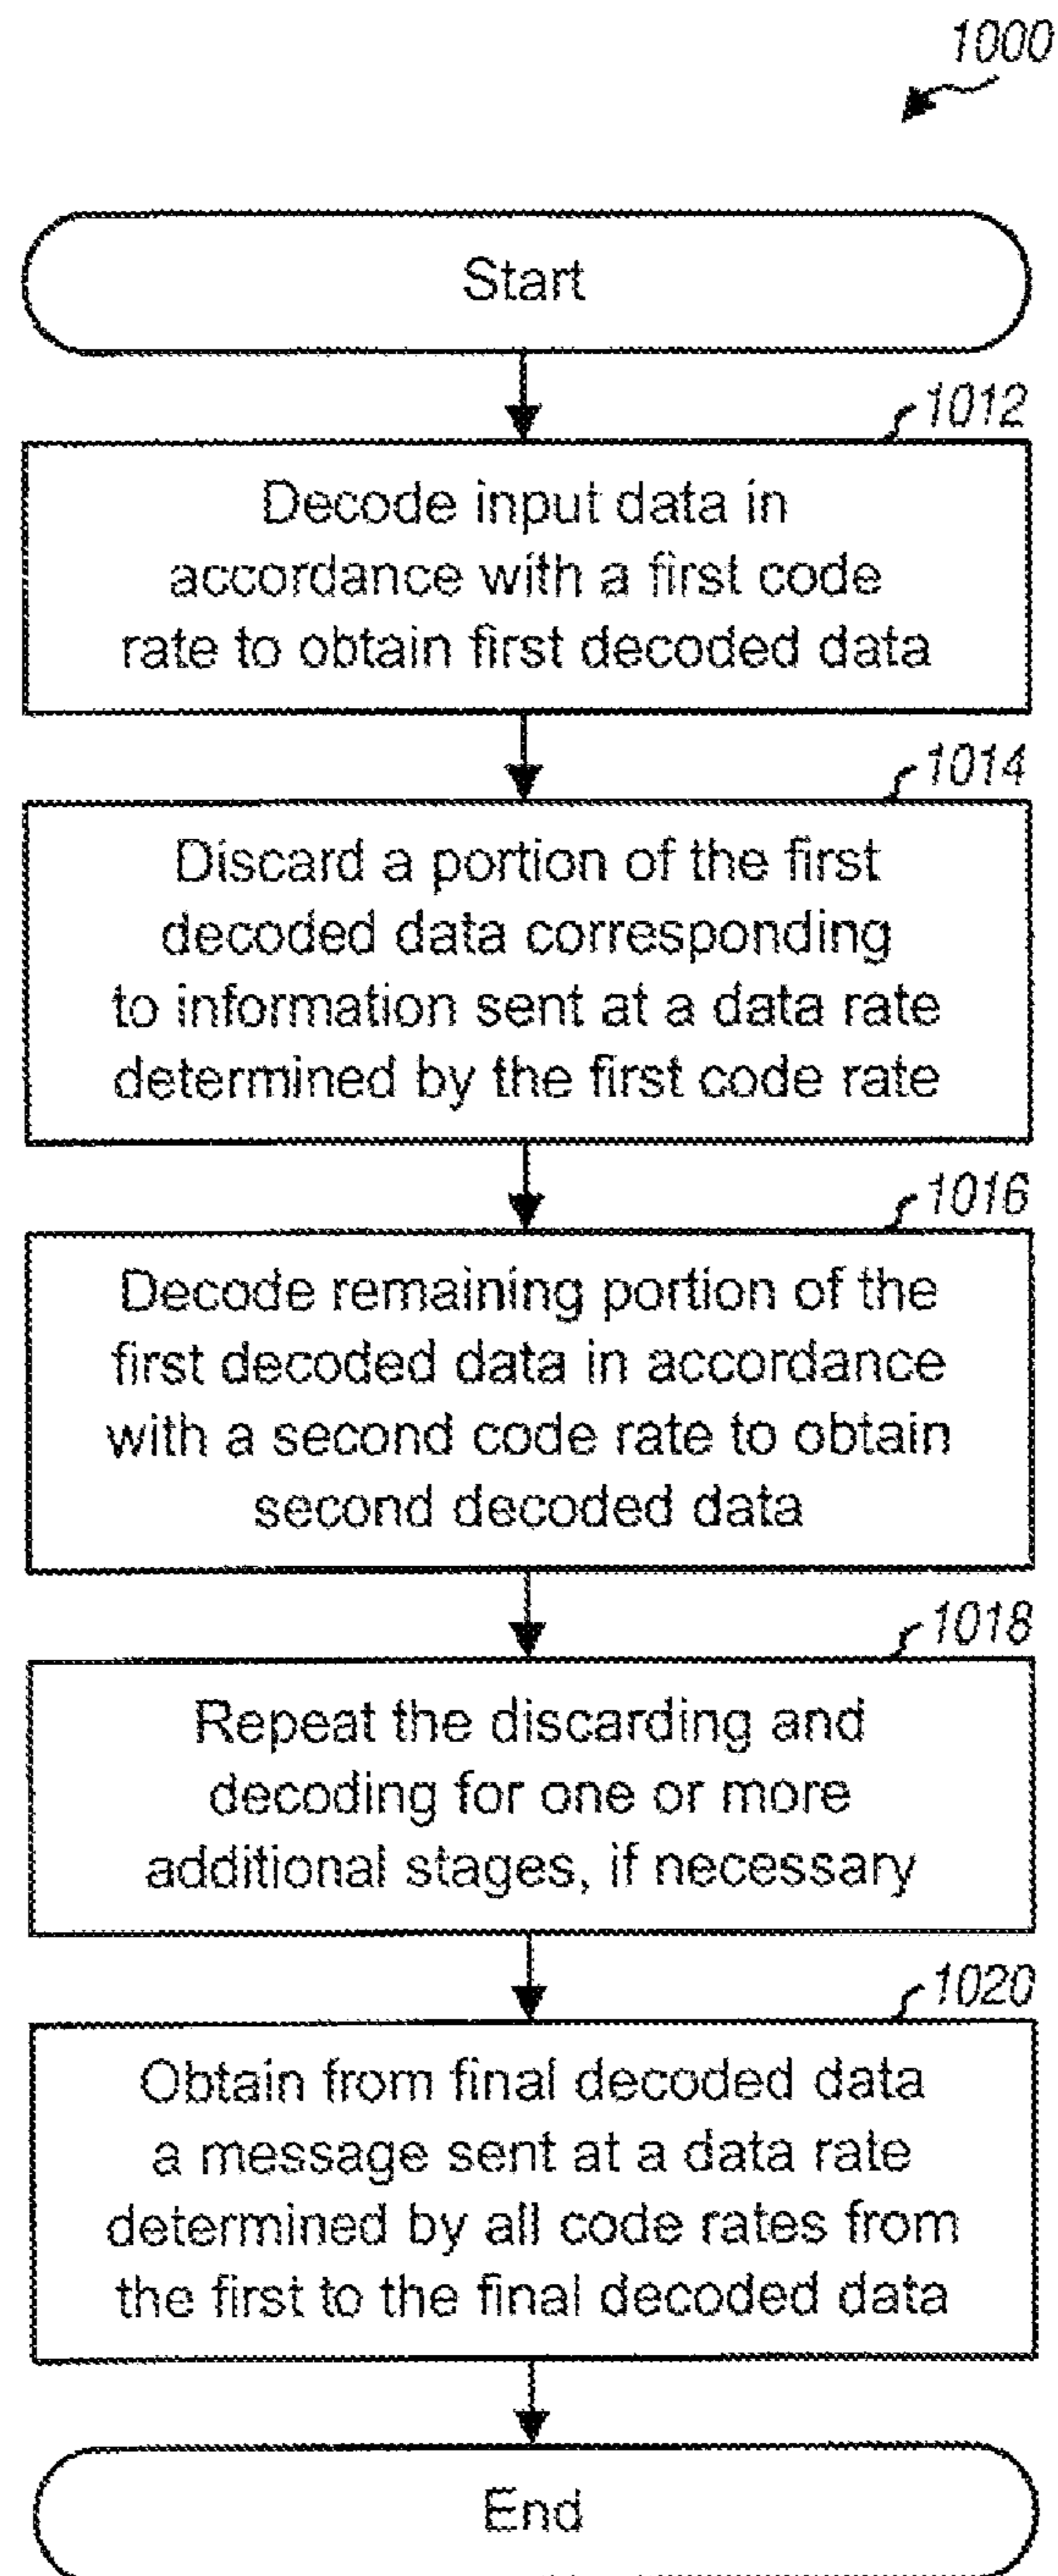 1000
Start
1012
Decode input data in
accordance with a first code
rate to obtain first decoded data
1014
Discard a portion of the first
decoded data corresponding
to information sent at a data rate
determined by the first code rate
1016
Decode remaining portion of the
first decoded data in accordance
with a second code rate to obtain
second decoded data
1018
Repeat the discarding and
decoding for one or more
additional stages, if necessary
1020
Obtain from final decoded data
a message sent at a data rate
determined by all code rates from
the first to the final decoded data
End